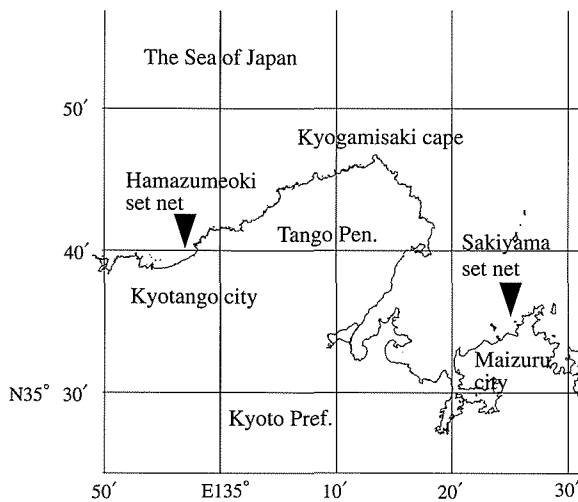 The Sea of Japan
50′
Kyogamisaki cape
Hamazumeoki
set net
Tango Pen.
Sakiyama
set net
40′
Kyotango city
Maizuru
city
N35° 30′
Kyoto Pref.
50′ E135° 10′ 20′ 30′